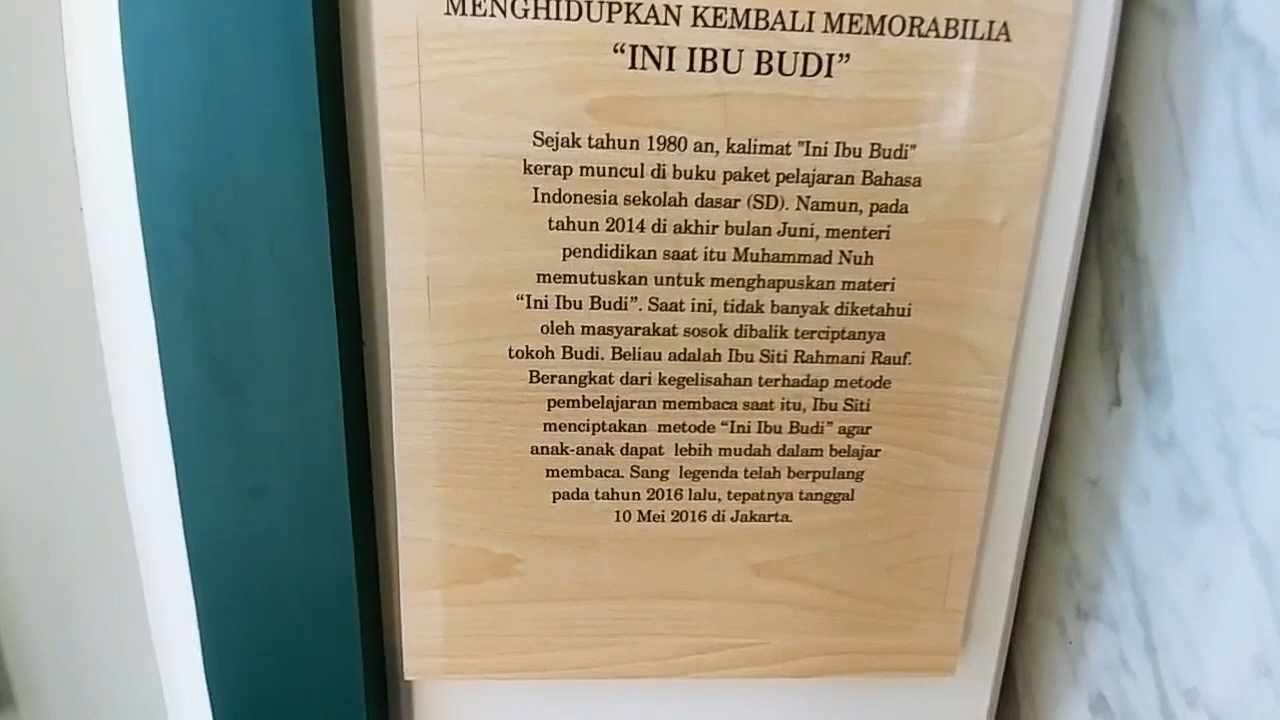 MENGHIDUPKAN KEMBALI MEMORABILIA
“INI IBU BUDI”
Sejak tahun 1980 an, kalimat "Ini Ibu Budi"
kerap muncul di buku paket pelajaran Bahasa
Indonesia sekolah dasar (SD). Namun, pada
tahun 2014 di akhir bulan Juni, menteri
pendidikan saat itu Muhammad Nuh
memutuskan untuk menghapuskan materi
“Ini Ibu Budi”. Saat ini, tidak banyak diketahui
oleh masyarakat sosok dibalik terciptanya
tokoh Budi. Beliau adalah Ibu Siti Rahmani Rauf.
Berangkat dari kegelisahan terhadap metode
pembelajaran membaca saat itu, Ibu Siti
menciptakan metode “Ini Ibu Budi” agar
anak-anak dapat lebih mudah dalam belajar
membaca. Sang legenda telah berpulang
pada tahun 2016 lalu, tepatnya tanggal
10 Mei 2016 di Jakarta.